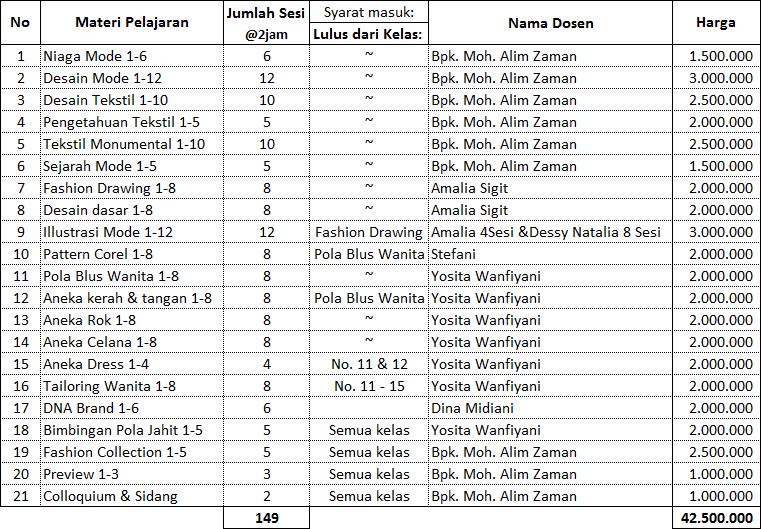 No Materi Pelajaran Jumlah Sesi Syarat masuk: Nama Dosen Harga
@2jam Lulus dari Kelas:
1 Niaga Mode 1-6 6 ~ Bpk. Moh. Alim Zaman 1.500.000
2 Desain Mode 1-12 12 ~ Bpk. Moh. Alim Zaman 3.000.000
3 Desain Tekstil 1-10 10 ~ Bpk. Moh. Alim Zaman 2.500.000
4 Pengetahuan Tekstil 1-5 5 ~ Bpk. Moh. Alim Zaman 2.000.000
5 Tekstil Monumental 1-10 10 ~ Bpk. Moh. Alim Zaman 2.500.000
6 Sejarah Mode 1-5 5 ~ Bpk. Moh. Alim Zaman 1.500.000
7 Fashion Drawing 1-8 8 ~ Amalia Sigit 2.000.000
8 Desain dasar 1-8 8 ~ Amalia Sigit 2.000.000
9 Illustrasi Mode 1-12 12 Fashion Drawing Amalia 4Sesi &Dessy Natalia 8 Sesi 3.000.000
10 Pattern Corel 1-8 8 Pola Blus Wanita Stefani 2.000.000
11 Pola Blus Wanita 1-8 8 ~ Yosita Wanfiyani 2.000.000
12 Aneka kerah & tangan 1-8 8 Pola Blus Wanita Yosita Wanfiyani 2.000.000
13 Aneka Rok 1-8 8 ~ Yosita Wanfiyani 2.000.000
14 Aneka Celana 1-8 8 ~ Yosita Wanfiyani 2.000.000
15 Aneka Dress 1-4 4 No. 11 & 12 Yosita Wanfiyani 2.000.000
16 Tailoring Wanita 1-8 8 No. 11 - 15 Yosita Wanfiyani 2.000.000
17 DNA Brand 1-6 6 Dina Midiani 2.000.000
18 Bimbingan Pola Jahit 1-5 5 Semua kelas Yosita Wanfiyani 2.000.000
19 Fashion Collection 1-5 5 Semua kelas Bpk. Moh. Alim Zaman 2.500.000
20 Preview 1-3 3 Semua kelas Bpk. Moh. Alim Zaman 1.000.000
21 Colloquium & Sidang 2 Semua kelas Bpk. Moh. Alim Zaman 1.000.000
149 42.500.000